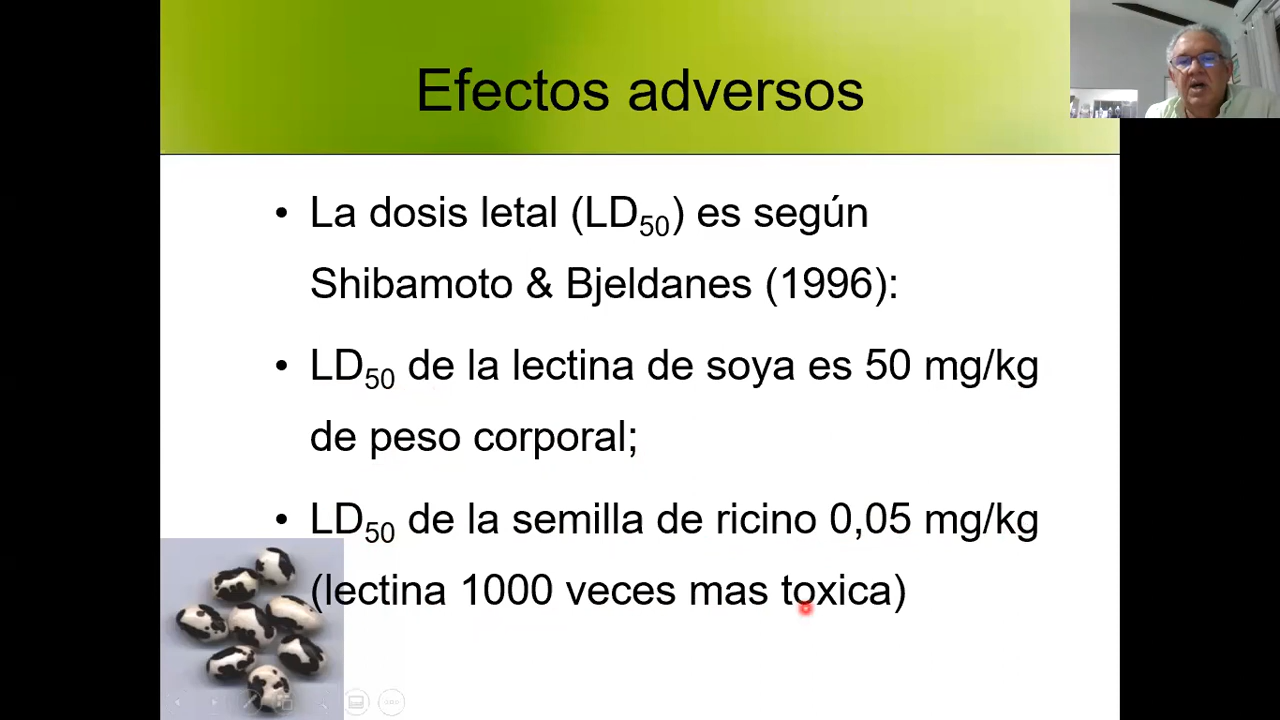 Efectos adversos
• La dosis letal (LD50) es según
Shibamoto & Bjeldanes (1996):
• LD50 de la lectina de soya es 50 mg/kg
de peso corporal;
• LD50 de la semilla de ricino 0,05 mg/kg
(lectina 1000 veces mas toxica)